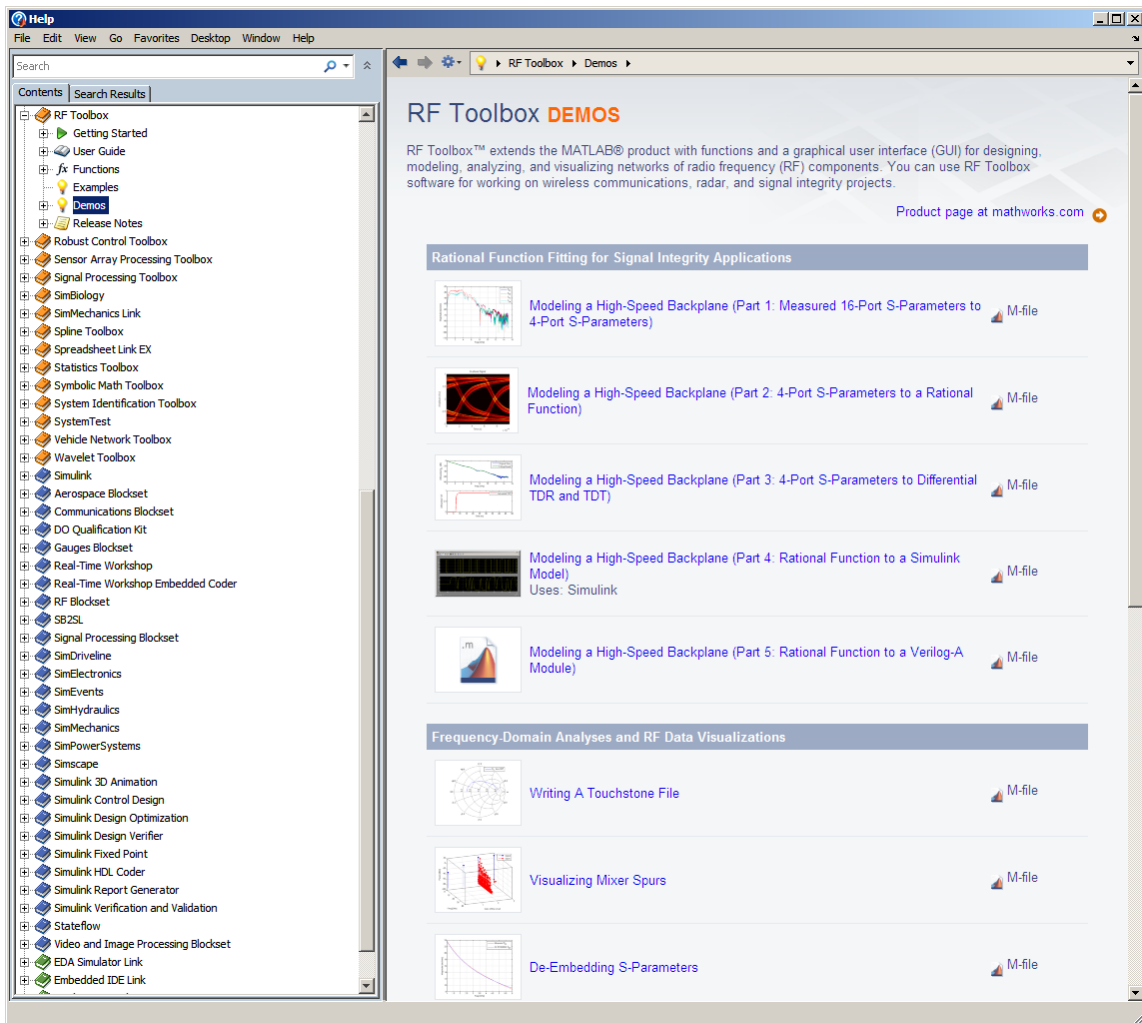 Help
File Edit View Go Favorites Desktop Window Help
Search
Contents Search Results
RF Toolbox
Getting Started
User Guide
fx Functions
Examples
Demos
Release Notes
Robust Control Toolbox
Sensor Array Processing Toolbox
Signal Processing Toolbox
SimBiology
SimMechanics Link
Spline Toolbox
Spreadsheet Link EX
Statistics Toolbox
Symbolic Math Toolbox
System Identification Toolbox
SystemTest
Vehicle Network Toolbox
Wavelet Toolbox
Simulink
Aerospace Blockset
Communications Blockset
DO Qualification Kit
Gauges Blockset
Real-Time Workshop
Real-Time Workshop Embedded Coder
RF Blockset
SB2SL
Signal Processing Blockset
SimDriveline
SimElectronics
SimEvents
SimHydraulics
SimMechanics
SimPowerSystems
Simscape
Simulink 3D Animation
Simulink Control Design
Simulink Design Optimization
Simulink Design Verifier
Simulink Fixed Point
Simulink HDL Coder
Simulink Report Generator
Simulink Verification and Validation
Stateflow
Video and Image Processing Blockset
EDA Simulator Link
Embedded IDE Link
RF Toolbox Demos
RF Toolbox DEMOS
RF Toolbox™ extends the MATLAB® product with functions and a graphical user interface (GUI) for designing,
modeling, analyzing, and visualizing networks of radio frequency (RF) components. You can use RF Toolbox
software for working on wireless communications, radar, and signal integrity projects.
Product page at mathworks.com
Rational Function Fitting for Signal Integrity Applications
Modeling a High-Speed Backplane (Part 1: Measured 16-Port S-Parameters to
4-Port S-Parameters)
M-file
Modeling a High-Speed Backplane (Part 2: 4-Port S-Parameters to a Rational
Function)
M-file
Modeling a High-Speed Backplane (Part 3: 4-Port S-Parameters to Differential
TDR and TDT)
M-file
Modeling a High-Speed Backplane (Part 4: Rational Function to a Simulink
Model)
Uses: Simulink
M-file
.m
Modeling a High-Speed Backplane (Part 5: Rational Function to a Verilog-A
Module)
M-file
Frequency-Domain Analyses and RF Data Visualizations
Writing A Touchstone File
M-file
Visualizing Mixer Spurs
M-file
De-Embedding S-Parameters
M-file